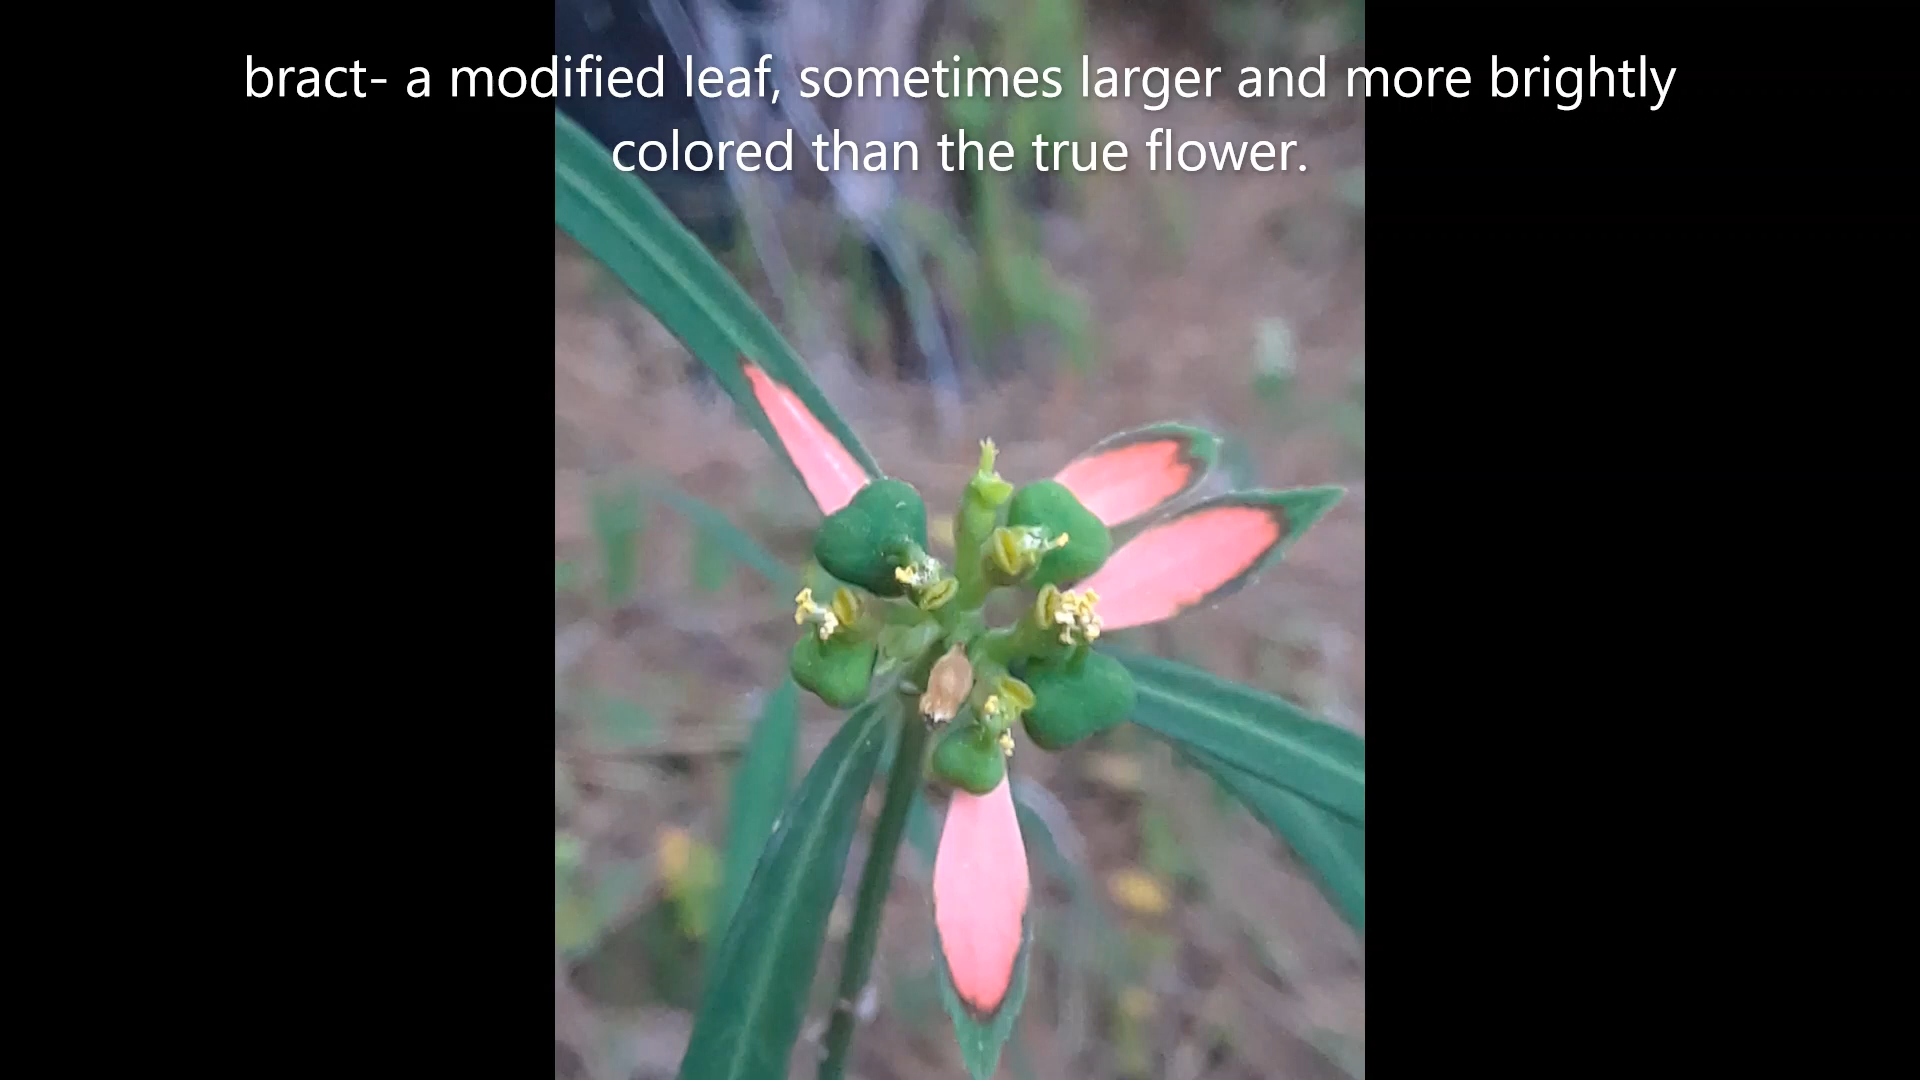 bract- a modified leaf, sometimes larger and more brightly
colored than the true flower.